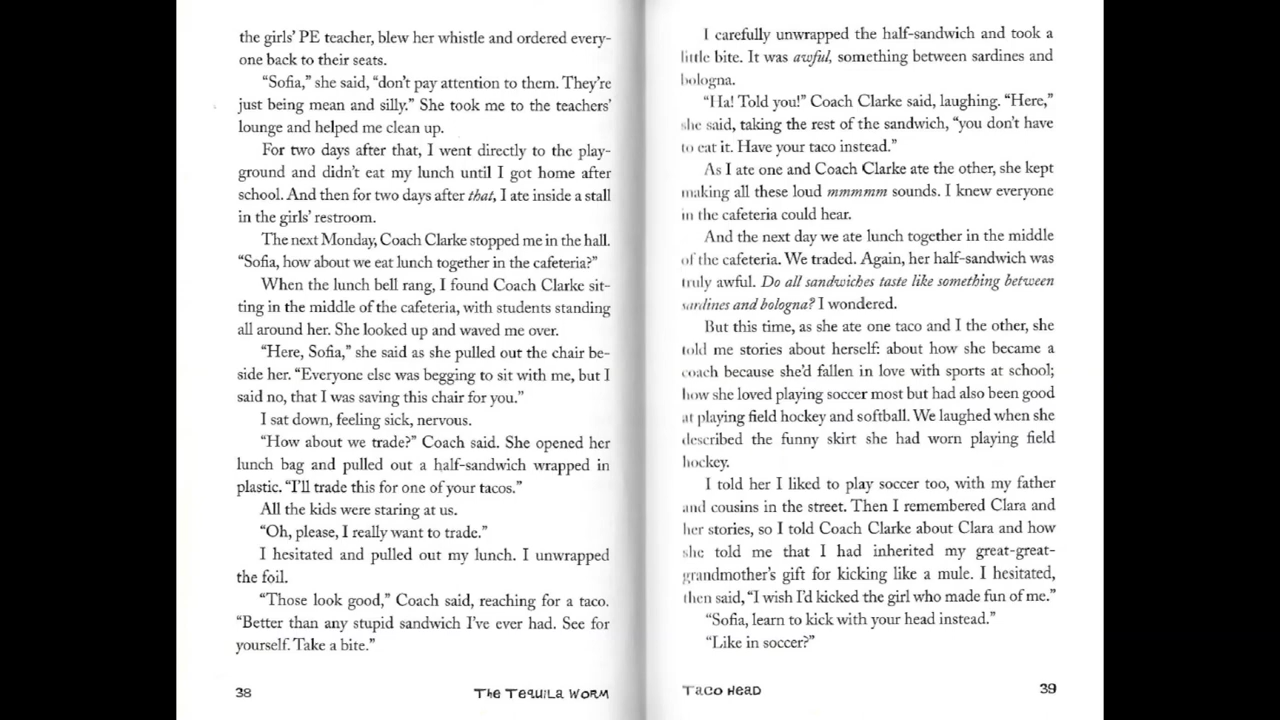 the girls' PE teacher, blew her whistle and ordered every-
one back to their seats.
"Sofia," she said, "don't pay attention to them. They're
just being mean and silly." She took me to the teachers'
lounge and helped me clean up.
For two days after that, I went directly to the play-
ground and didn't eat my lunch until I got home after
school. And then for two days after that, I ate inside a stall
in the girls' restroom.
The next Monday, Coach Clarke stopped me in the hall.
"Sofia, how about we eat lunch together in the cafeteria?"
When the lunch bell rang, I found Coach Clarke sit-
ting in the middle of the cafeteria, with students standing
all around her. She looked up and waved me over.
"Here, Sofia," she said as she pulled out the chair be-
side her. "Everyone else was begging to sit with me, but I
said no, that I was saving this chair for you."
I sat down, feeling sick, nervous.
"How about we trade?" Coach said. She opened her
lunch bag and pulled out a half-sandwich wrapped in
plastic. "I'll trade this for one of your tacos."
All the kids were staring at us.
"Oh, please, I really want to trade."
I hesitated and pulled out my lunch. I unwrapped
the foil.
"Those look good," Coach said, reaching for a taco.
"Better than any stupid sandwich I've ever had. See for
yourself. Take a bite."
38 The Tequila Worm
I carefully unwrapped the half-sandwich and took a
little bite. It was awful, something between sardines and
bologna.
"Ha! Told you!" Coach Clarke said, laughing. "Here,"
she said, taking the rest of the sandwich, "you don't have
to eat it. Have your taco instead."
As I ate one and Coach Clarke ate the other, she kept
making all these loud mmmmm sounds. I knew everyone
in the cafeteria could hear.
And the next day we ate lunch together in the middle
of the cafeteria. We traded. Again, her half-sandwich was
truly awful. Do all sandwiches taste like something between
sardines and bologna? I wondered.
But this time, as she ate one taco and I the other, she
told me stories about herself: about how she became a
coach because she'd fallen in love with sports at school;
how she loved playing soccer most but had also been good
at playing field hockey and softball. We laughed when she
described the funny skirt she had worn playing field
hockey.
I told her I liked to play soccer too, with my father
and cousins in the street. Then I remembered Clara and
her stories, so I told Coach Clarke about Clara and how
she told me that I had inherited my great-great-
grandmother's gift for kicking like a mule. I hesitated,
then said, "I wish I'd kicked the girl who made fun of me."
"Sofia, learn to kick with your head instead."
"Like in soccer?"
Taco Head 39